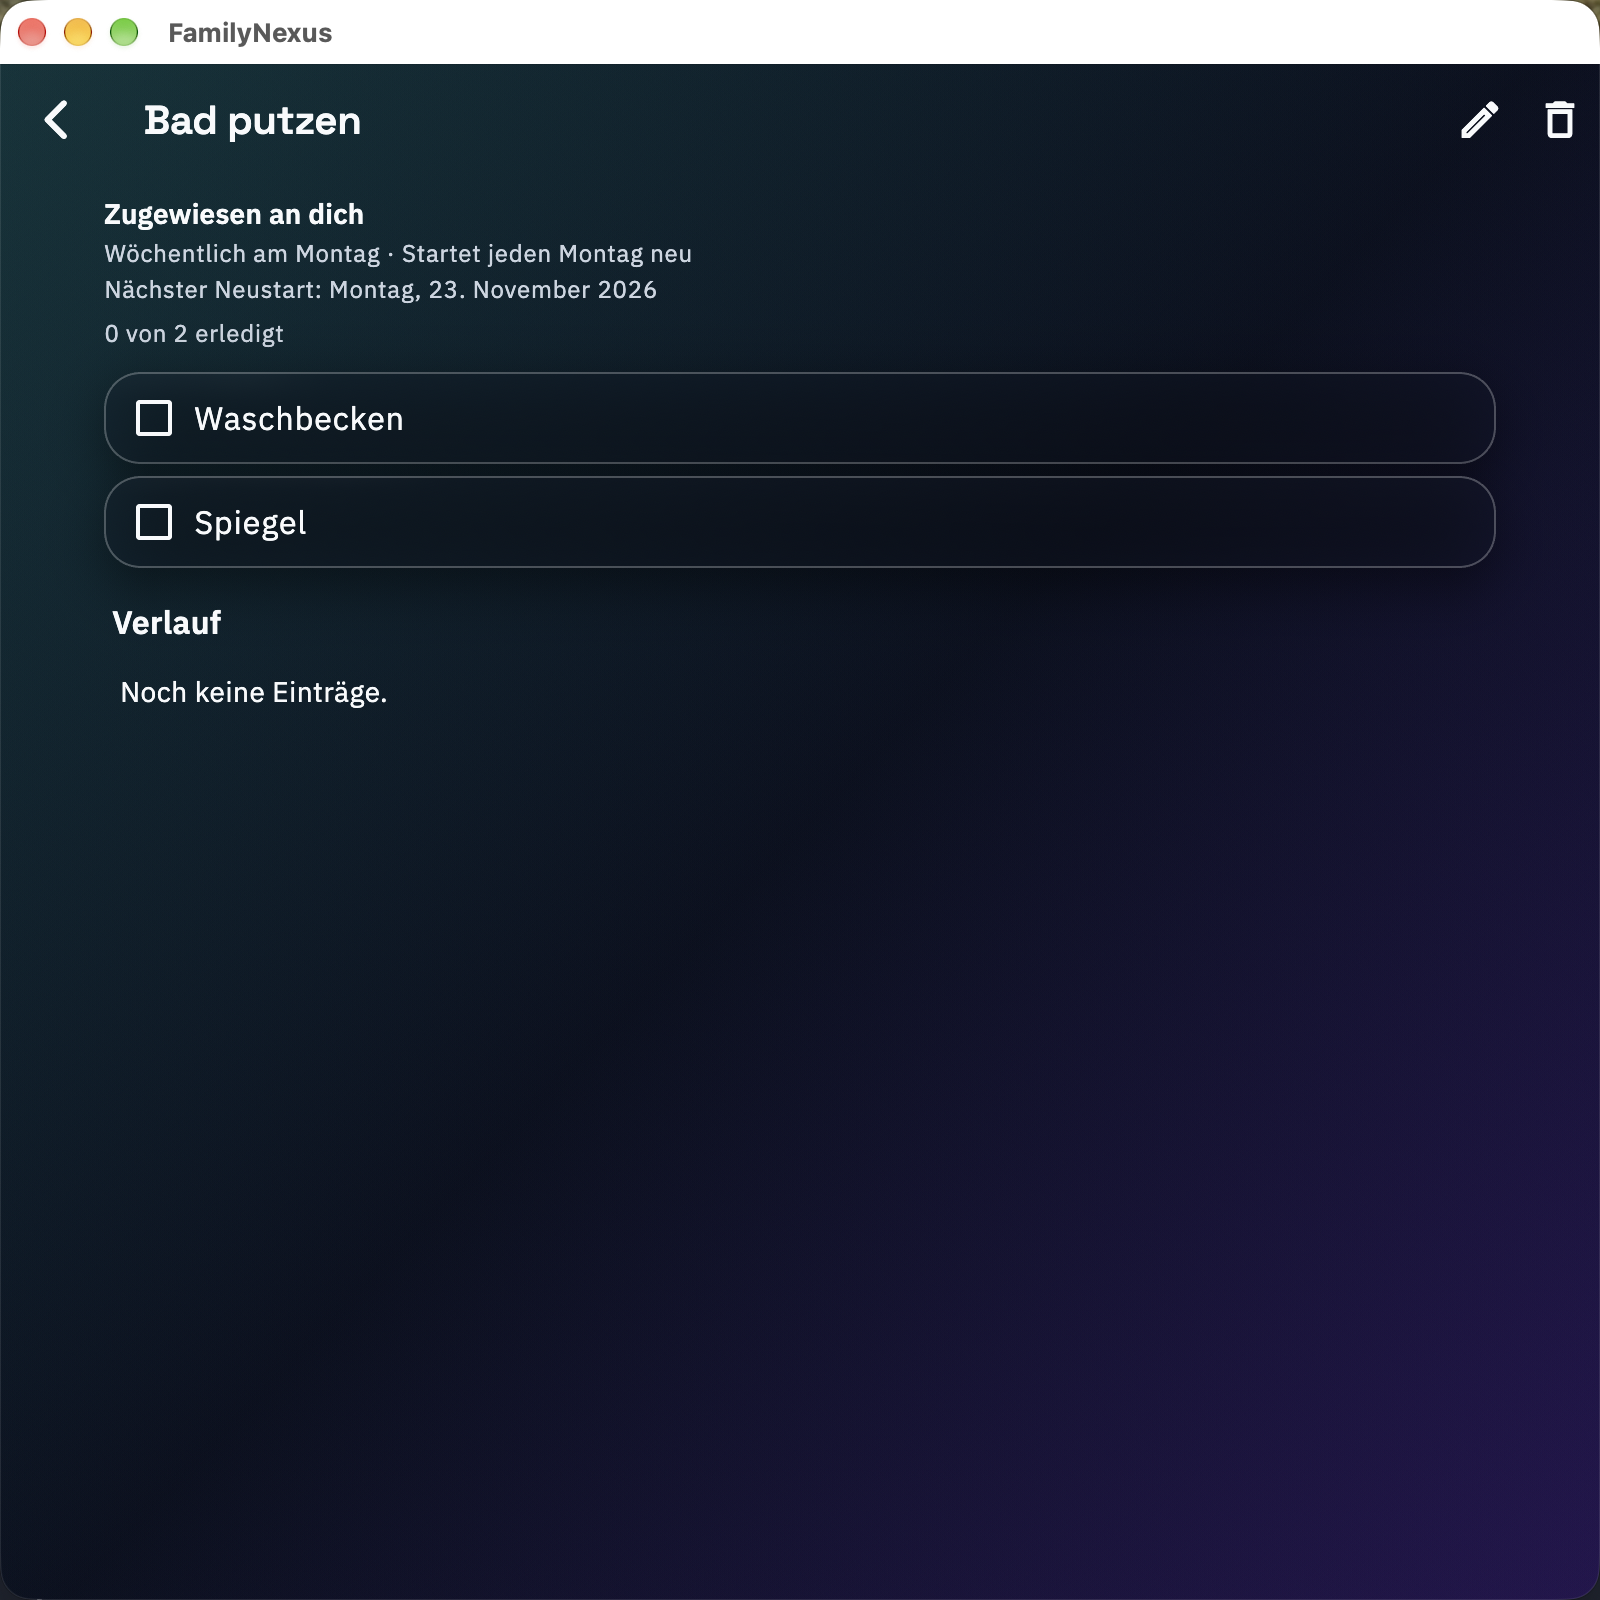 FamilyNexus
Bad putzen
Zugewiesen an dich
Wöchentlich am Montag · Startet jeden Montag neu
Nächster Neustart: Montag, 23. November 2026
0 von 2 erledigt
Waschbecken
Spiegel
Verlauf
Noch keine Einträge.